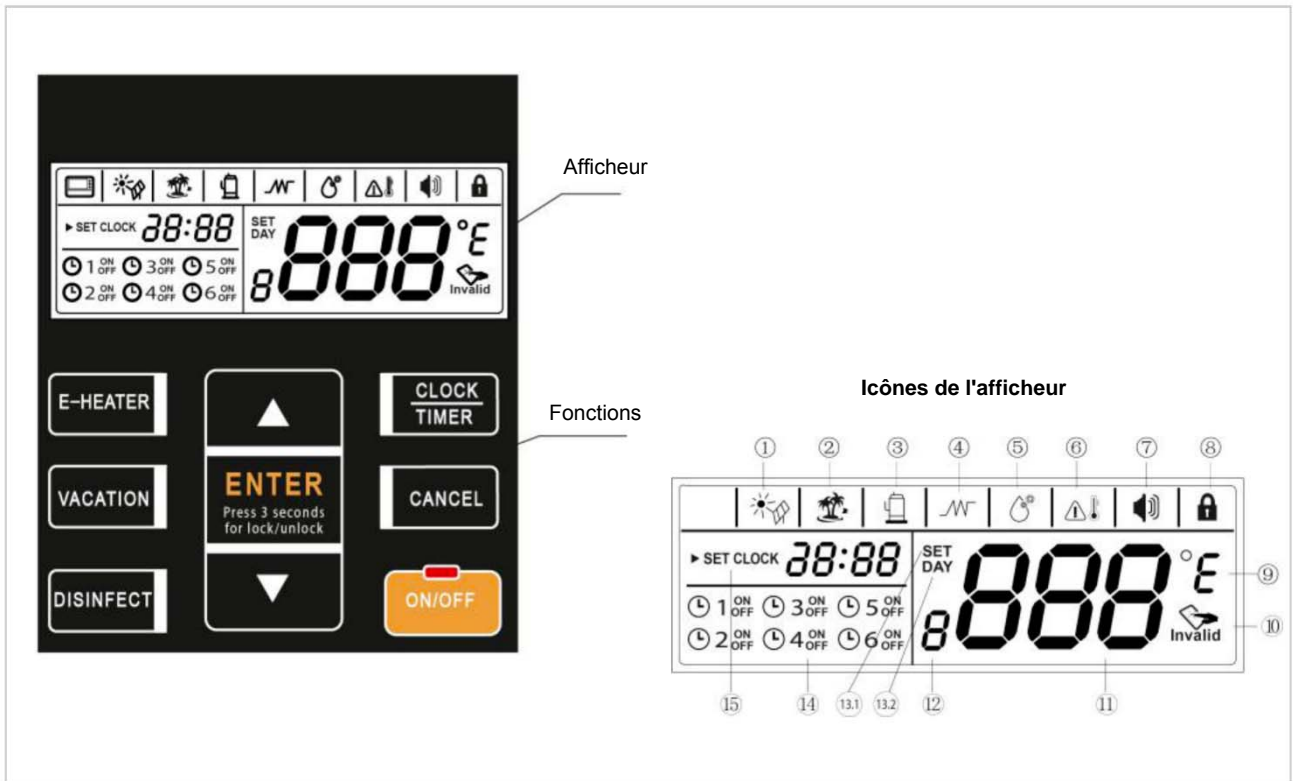 Afficheur
SET CLOCK 38:88
SET
DAY
8
888
°E
Invalid
1 ON OFF 3 ON OFF 5 ON OFF
2 ON OFF 4 ON OFF 6 ON OFF
Fonctions
E-HEATER
CLOCK
TIMER
VACATION
ENTER
Press 3 seconds
for lock/unlock
CANCEL
DISINFECT
ON/OFF
Icônes de l'afficheur
① ② ③ ④ ⑤ ⑥ ⑦ ⑧
SET CLOCK 38:88
SET
DAY
8
888
°E
⑨
Invalid
⑩
1 ON OFF 3 ON OFF 5 ON OFF
2 ON OFF 4 ON OFF 6 ON OFF
⑮ ⑭ 13.1 13.2 ⑫ ⑪